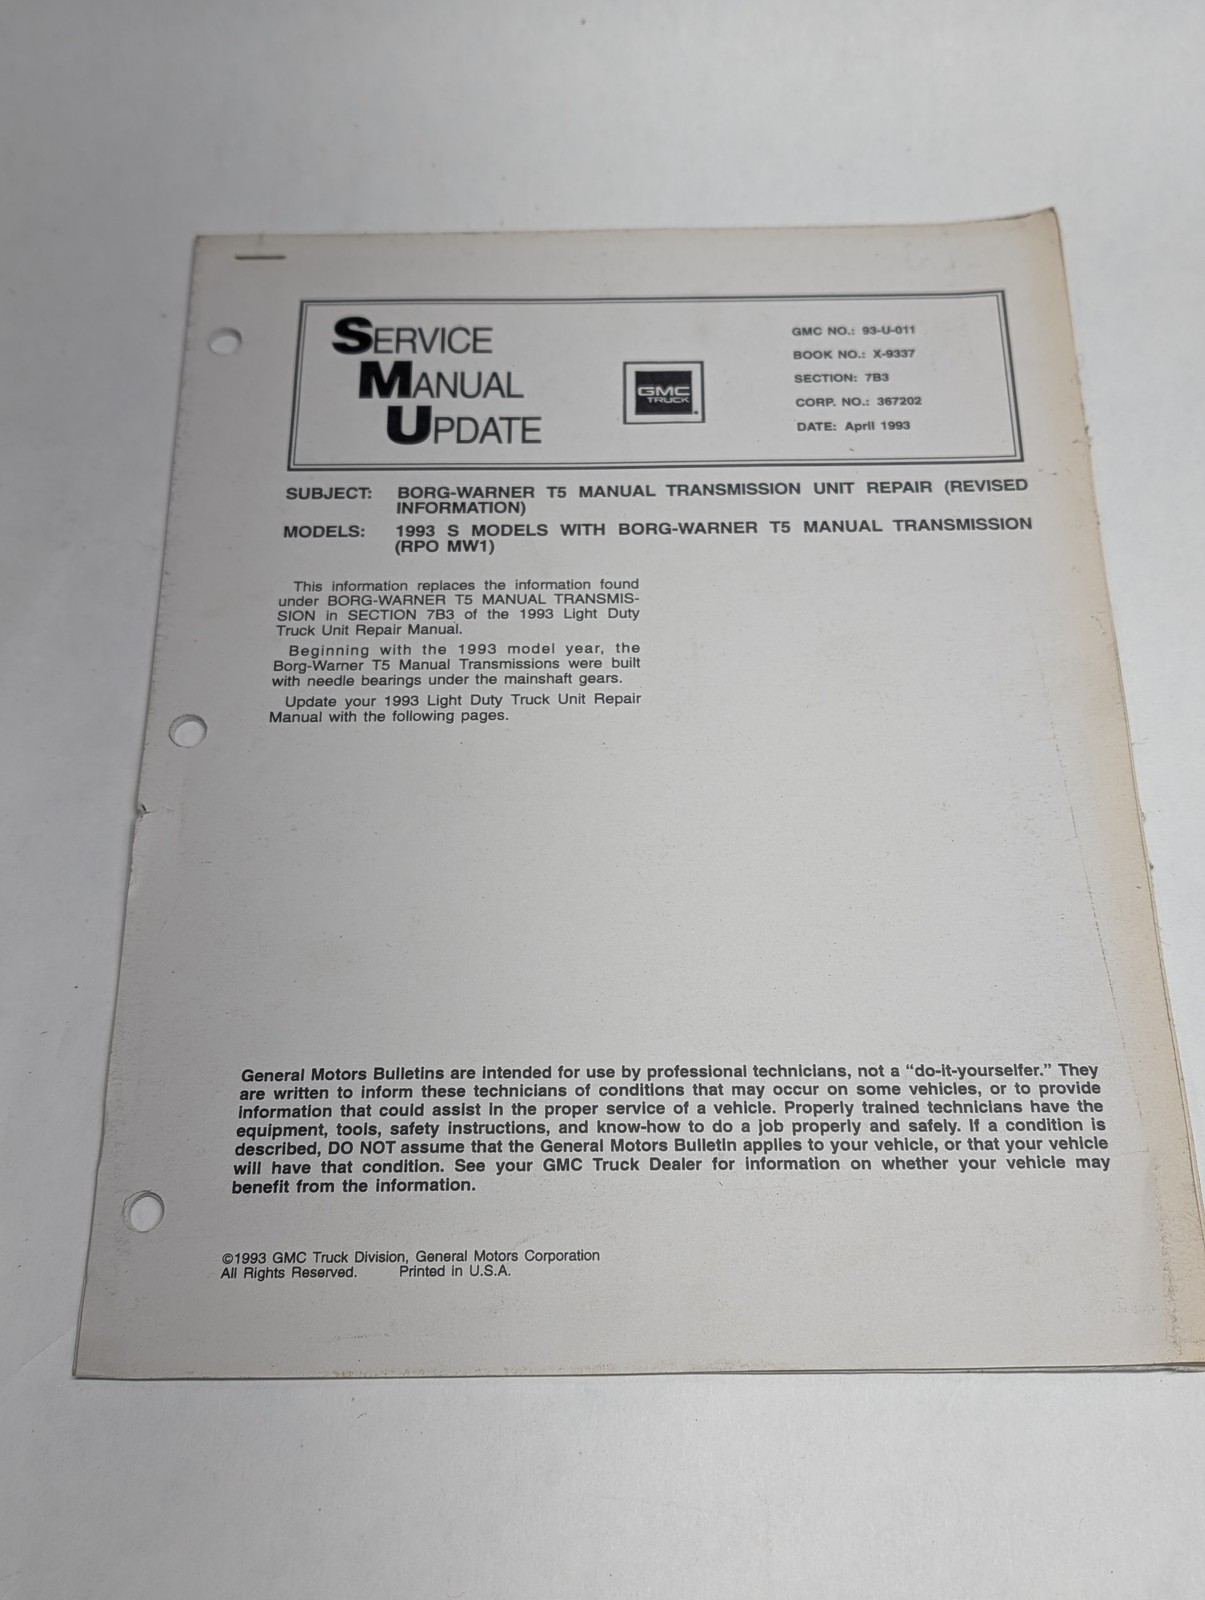 SERVICE
MANUAL
UPDATE
GMC
TRUCK
GMC NO.: 93-U-011
BOOK NO.: X-9337
SECTION: 7B3
CORP. NO.: 367202
DATE: April 1993
SUBJECT: BORG-WARNER T5 MANUAL TRANSMISSION UNIT REPAIR (REVISED
INFORMATION)
MODELS: 1993 S MODELS WITH BORG-WARNER T5 MANUAL TRANSMISSION
(RPO MW1)
This information replaces the information found
under BORG-WARNER T5 MANUAL TRANSMIS-
SION in SECTION 7B3 of the 1993 Light Duty
Truck Unit Repair Manual.
Beginning with the 1993 model year, the
Borg-Warner T5 Manual Transmissions were built
with needle bearings under the mainshaft gears.
Update your 1993 Light Duty Truck Unit Repair
Manual with the following pages.
General Motors Bulletins are intended for use by professional technicians, not a "do-it-yourselfer." They
are written to inform these technicians of conditions that may occur on some vehicles, or to provide
information that could assist in the proper service of a vehicle. Properly trained technicians have the
equipment, tools, safety instructions, and know-how to do a job properly and safely. If a condition is
described, DO NOT assume that the General Motors Bulletin applies to your vehicle, or that your vehicle
will have that condition. See your GMC Truck Dealer for information on whether your vehicle may
benefit from the information.
©1993 GMC Truck Division, General Motors Corporation
All Rights Reserved. Printed in U.S.A.